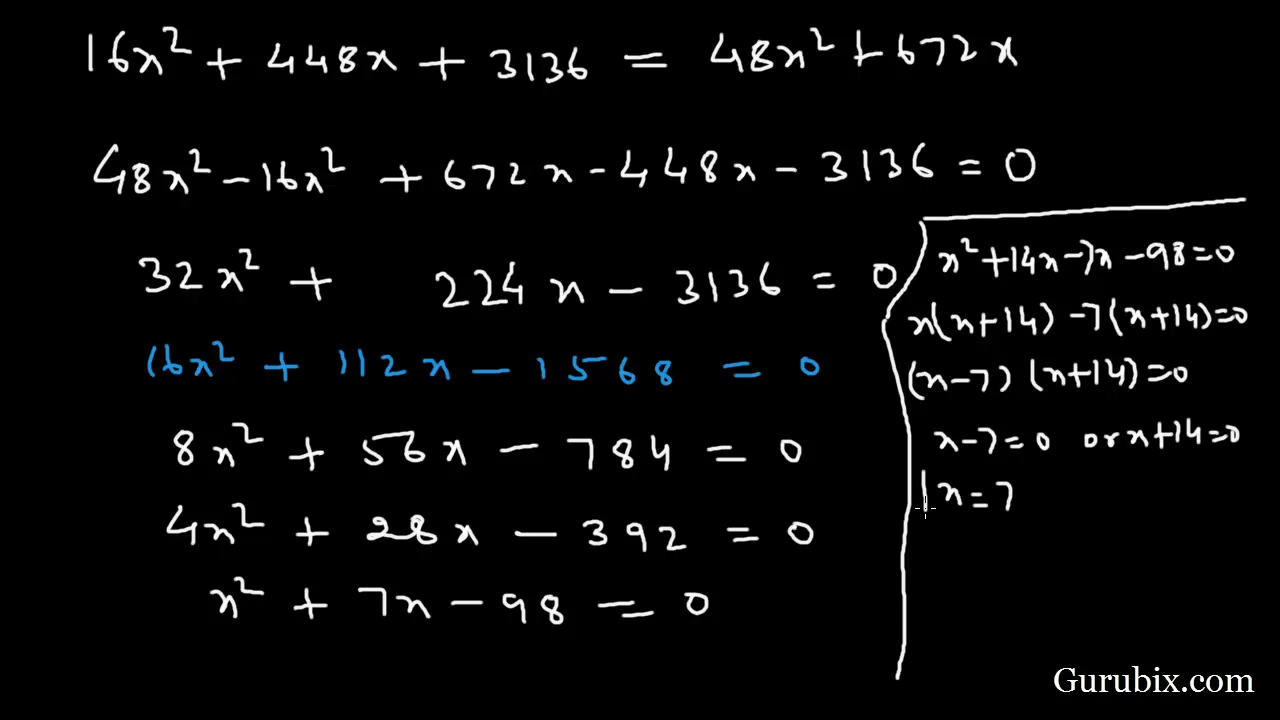 16x² + 448x + 3136 = 48x² + 672x
48x² - 16x² + 672x - 448x - 3136 = 0
32x² + 224x - 3136 = 0
16x² + 112x - 1568 = 0
8x² + 56x - 784 = 0
4x² + 28x - 392 = 0
x² + 7x - 98 = 0
x² + 14x - 7x - 98 = 0
x(x + 14) - 7(x + 14) = 0
(x - 7) (x + 14) = 0
x - 7 = 0 or x + 14 = 0
x = 7
Gurubix.com